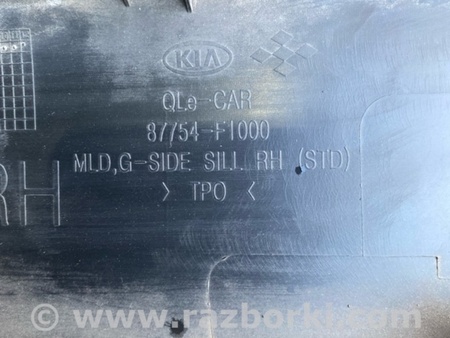 KIA
QLe-CAR
87754-F1000
MLD,G-SIDE SILL RH (STD)
> TPO <
RH
© www.razborki.com